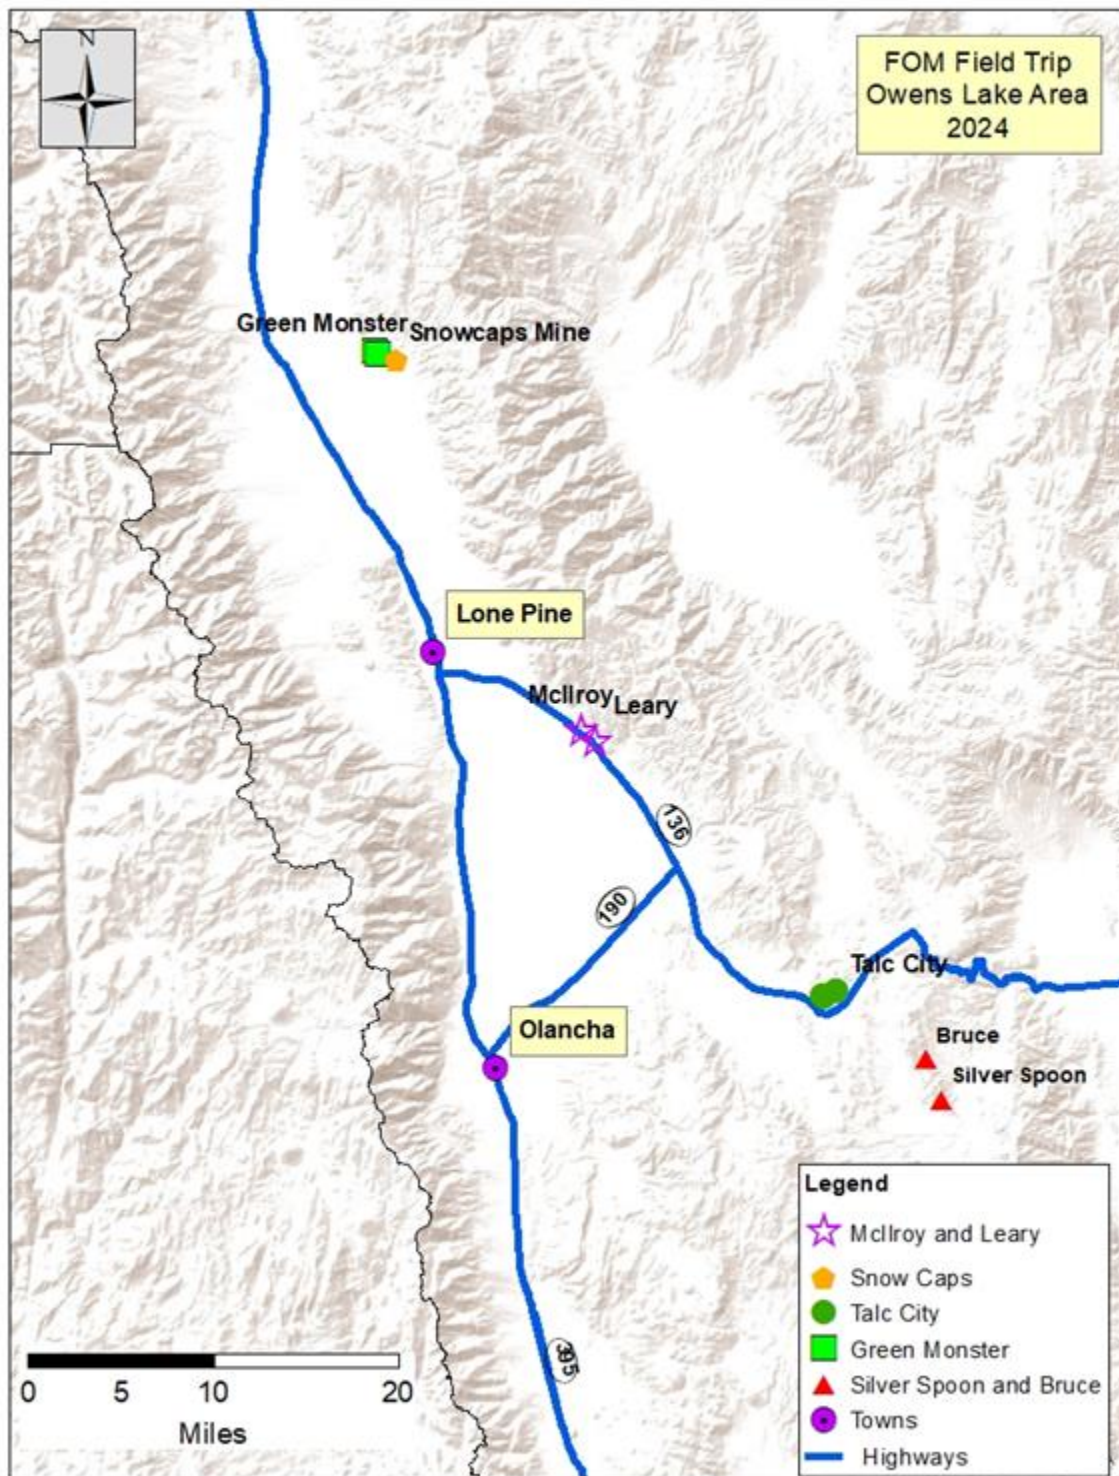 N
FOM Field Trip
Owens Lake Area
2024
Green Monster
Snowcaps Mine
Lone Pine
McIlroy
Leary
136
190
Talc City
Olancha
Bruce
Silver Spoon
Legend
McIlroy and Leary
Snow Caps
Talc City
Green Monster
Silver Spoon and Bruce
Towns
Highways
0 5 10 20
Miles